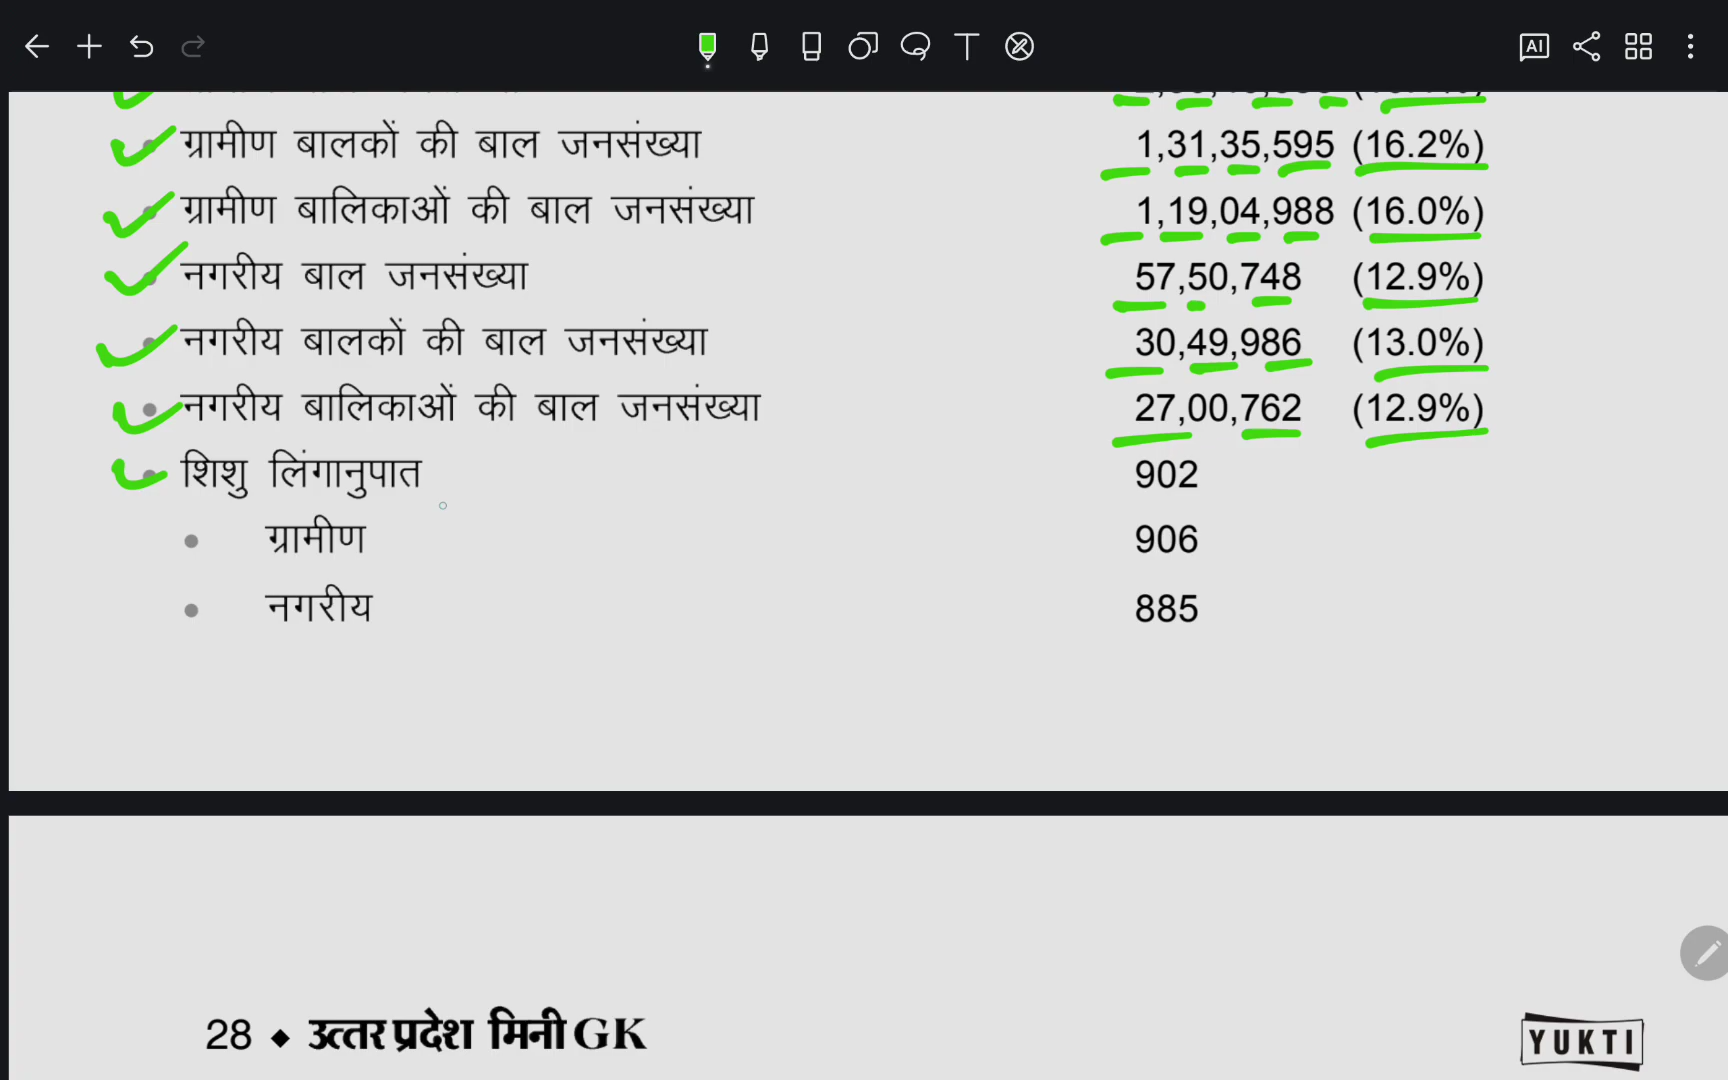 ग्रामीण बालकों की बाल जनसंख्या 1,31,35,595 (16.2%)
ग्रामीण बालिकाओं की बाल जनसंख्या 1,19,04,988 (16.0%)
नगरीय बाल जनसंख्या 57,50,748 (12.9%)
नगरीय बालकों की बाल जनसंख्या 30,49,986 (13.0%)
नगरीय बालिकाओं की बाल जनसंख्या 27,00,762 (12.9%)
शिशु लिंगानुपात 902
ग्रामीण 906
नगरीय 885
28 ◆ उत्तर प्रदेश मिनी GK
YUKTI